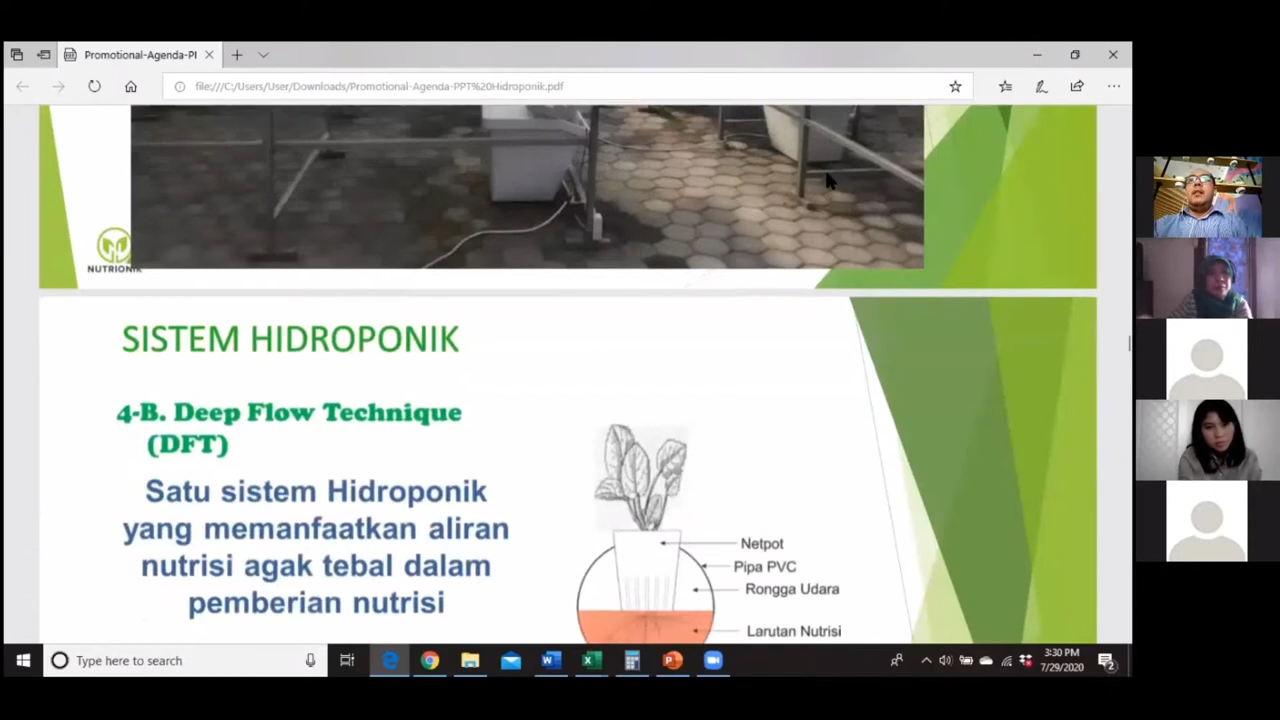 Promotional-Agenda-PI
file:///C:/Users/User/Downloads/Promotional-Agenda-PPT%20Hidroponik.pdf
NUTRIONIK
SISTEM HIDROPONIK
4-B. Deep Flow Technique
(DFT)
Satu sistem Hidroponik
yang memanfaatkan aliran
nutrisi agak tebal dalam
pemberian nutrisi
Netpot
Pipa PVC
Rongga Udara
Larutan Nutrisi
Type here to search
3:30 PM
7/29/2020
2